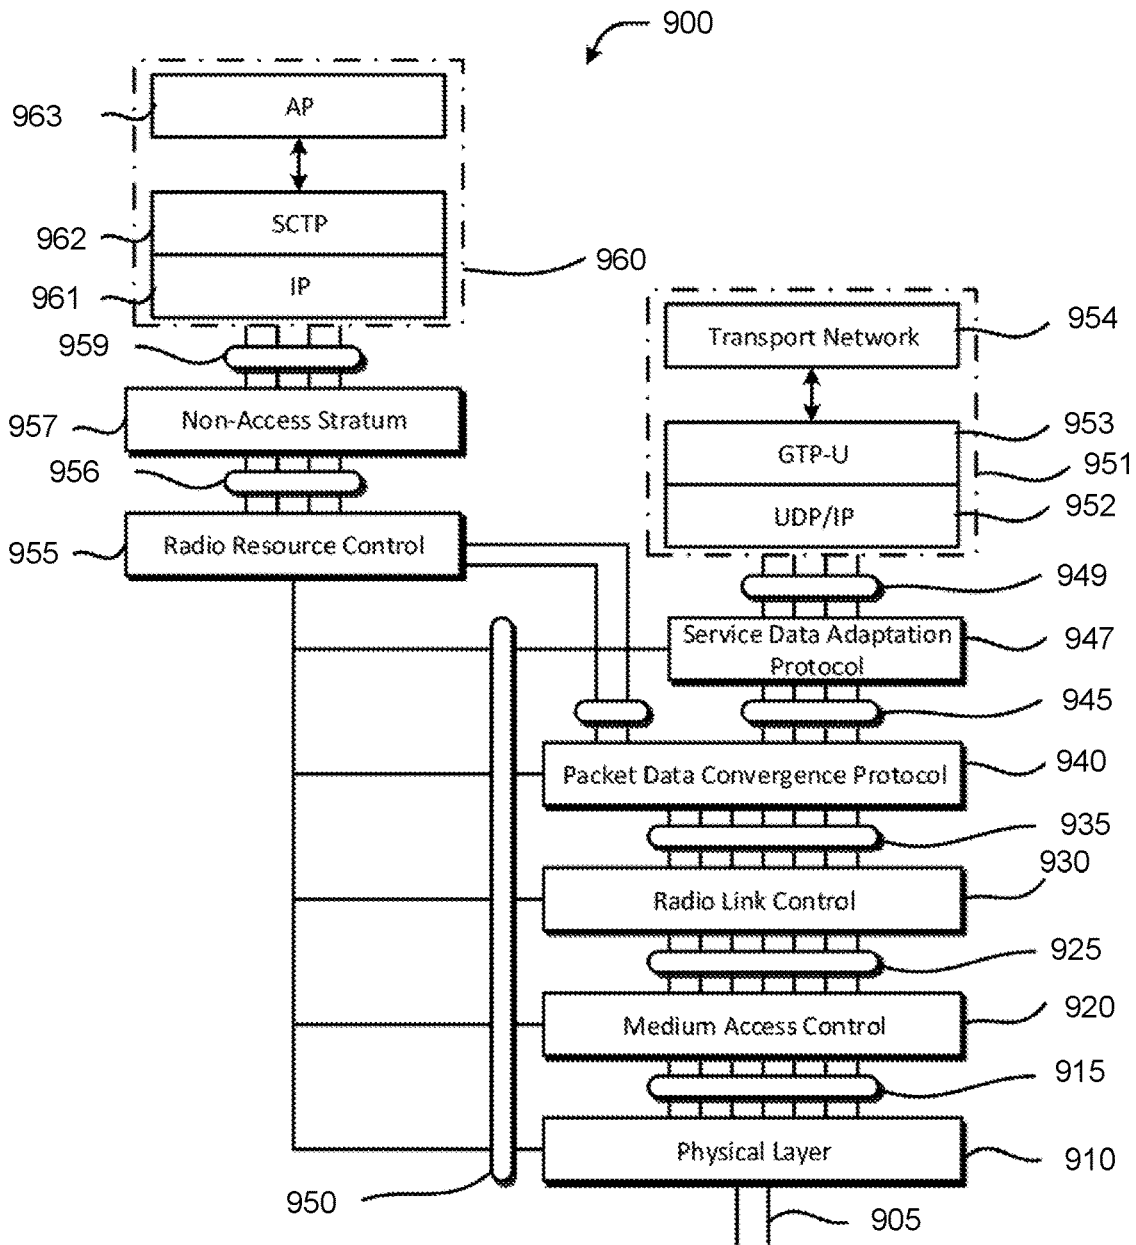 900
963
AP
962
SCTP
960
961
IP
954
Transport Network
959
957
Non-Access Stratum
953
GTP-U
951
956
952
UDP/IP
955
Radio Resource Control
949
947
Service Data Adaptation
Protocol
945
940
Packet Data Convergence Protocol
935
930
Radio Link Control
925
920
Medium Access Control
915
910
Physical Layer
950
905